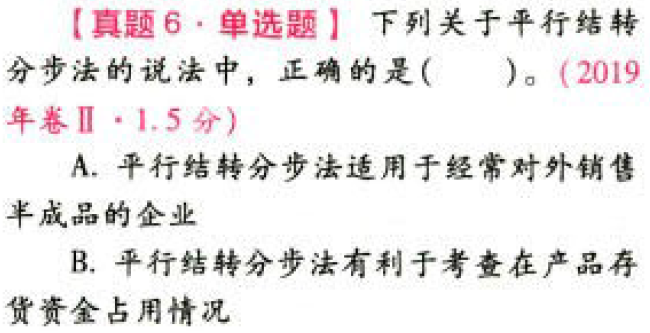 【真题6·单选题】 下列关于平行结转
分步法的说法中，正确的是(　　)。(2019
年卷Ⅱ·1.5分)
A. 平行结转分步法适用于经常对外销售
半成品的企业
B. 平行结转分步法有利于考查在产品存
货资金占用情况